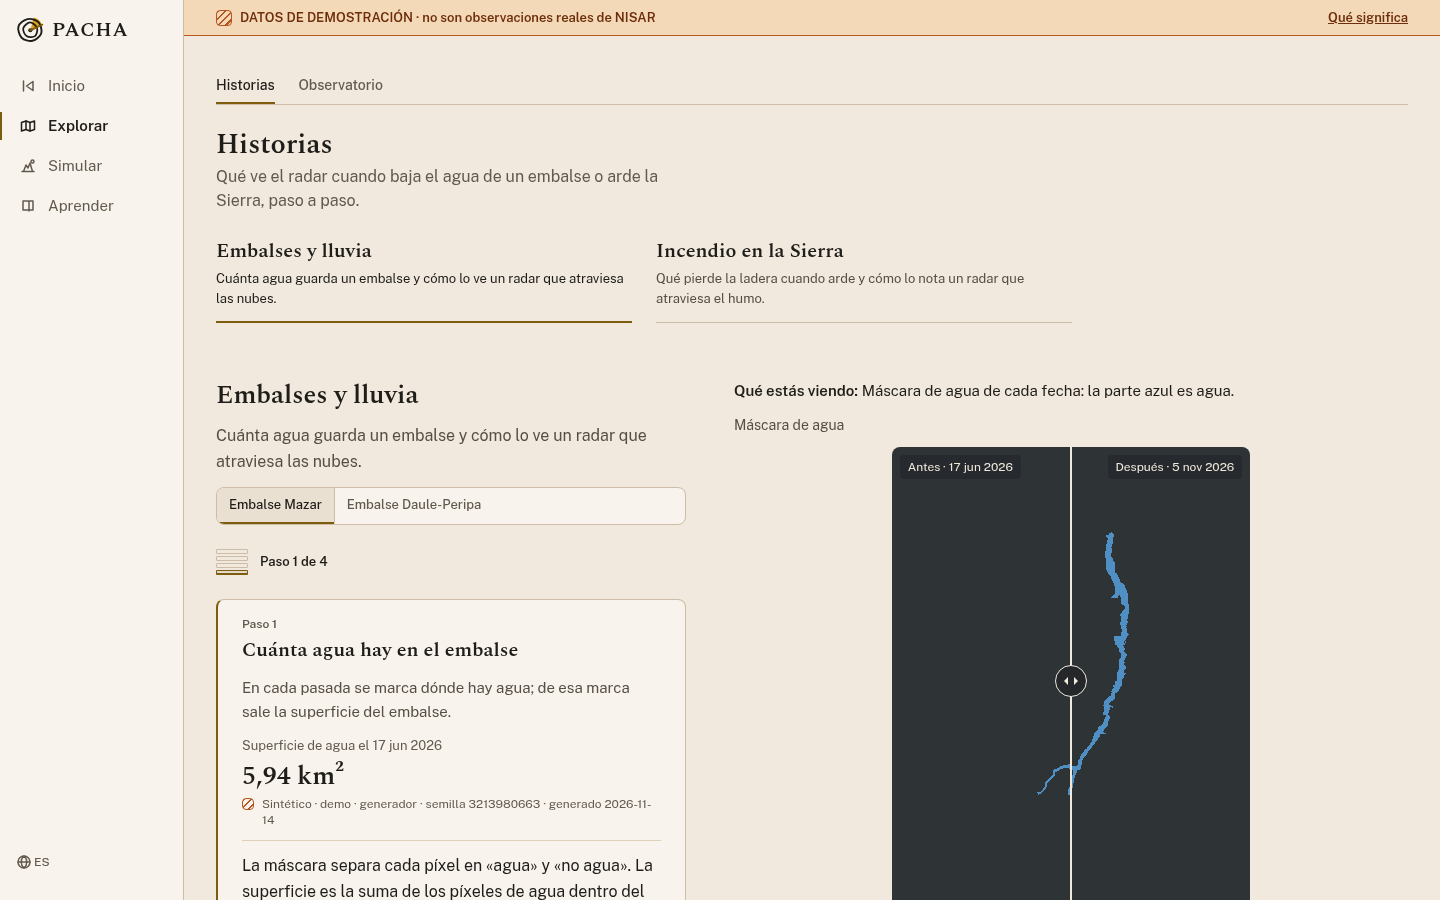 PACHA
Inicio
Explorar
Simular
Aprender
ES
DATOS DE DEMOSTRACIÓN · no son observaciones reales de NISAR
Qué significa
Historias
Observatorio
Historias
Qué ve el radar cuando baja el agua de un embalse o arde la
Sierra, paso a paso.
Embalses y lluvia
Cuánta agua guarda un embalse y cómo lo ve un radar que atraviesa
las nubes.
Incendio en la Sierra
Qué pierde la ladera cuando arde y cómo lo nota un radar que
atraviesa el humo.
Embalses y lluvia
Cuánta agua guarda un embalse y cómo lo ve un radar que
atraviesa las nubes.
Embalse Mazar
Embalse Daule-Peripa
Paso 1 de 4
Paso 1
Cuánta agua hay en el embalse
En cada pasada se marca dónde hay agua; de esa marca
sale la superficie del embalse.
Superficie de agua el 17 jun 2026
5,94 km²
Sintético · demo · generador · semilla 3213980663 · generado 2026-11-
14
La máscara separa cada píxel en «agua» y «no agua». La
superficie es la suma de los píxeles de agua dentro del
Qué estás viendo: Máscara de agua de cada fecha: la parte azul es agua.
Máscara de agua
Antes · 17 jun 2026
Después · 5 nov 2026